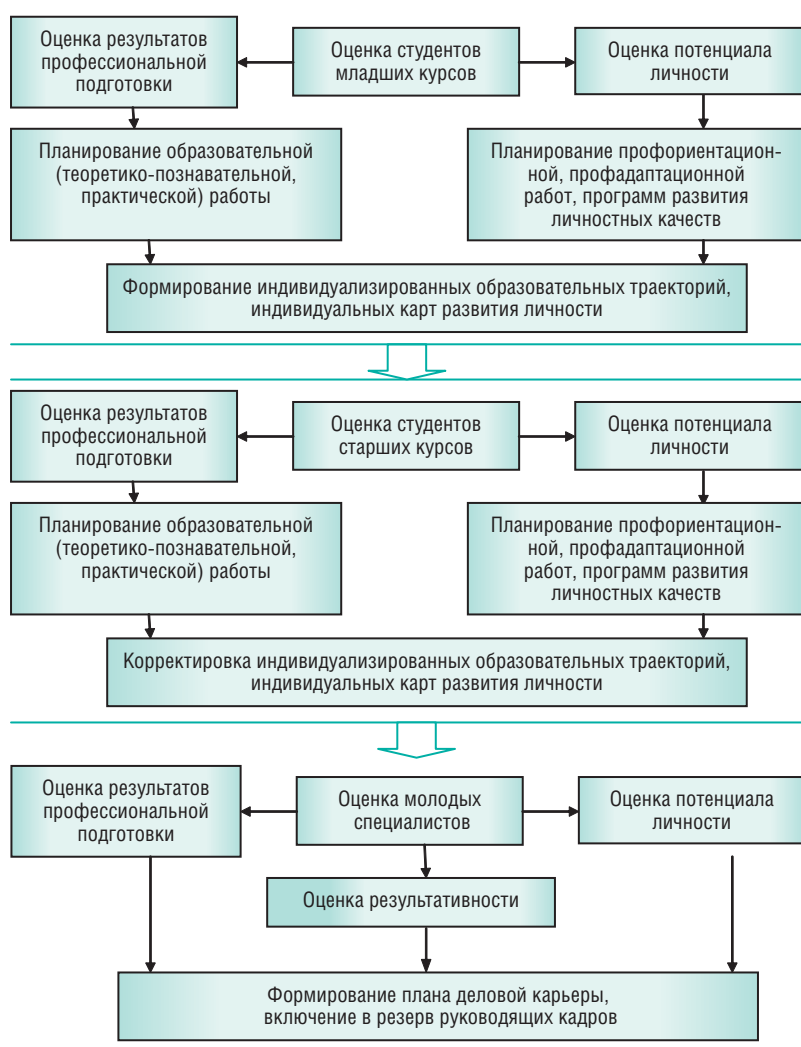 Оценка результатов
профессиональной
подготовки
Оценка студентов
младших курсов
Оценка потенциала
личности
Планирование образовательной
(теоретико-познавательной,
практической) работы
Планирование профориентацион-
ной, профадаптационной
работ, программ развития
личностных качеств
Формирование индивидуализированных образовательных траекторий,
индивидуальных карт развития личности
Оценка результатов
профессиональной
подготовки
Оценка студентов
старших курсов
Оценка потенциала
личности
Планирование образовательной
(теоретико-познавательной,
практической) работы
Планирование профориентацион-
ной, профадаптационной
работ, программ развития
личностных качеств
Корректировка индивидуализированных образовательных траекторий,
индивидуальных карт развития личности
Оценка результатов
профессиональной
подготовки
Оценка молодых
специалистов
Оценка потенциала
личности
Оценка результативности
Формирование плана деловой карьеры,
включение в резерв руководящих кадров